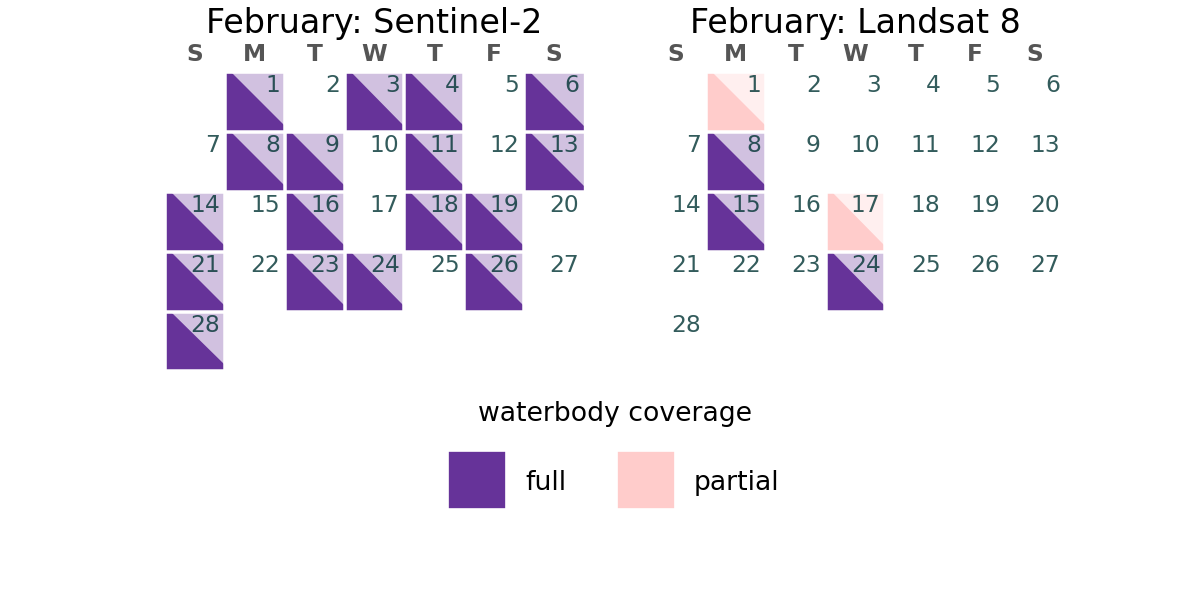 February: Sentinel-2
S M T W T F S
1 2 3 4 5 6
7 8 9 10 11 12 13
14 15 16 17 18 19 20
21 22 23 24 25 26 27
28
February: Landsat 8
S M T W T F S
1 2 3 4 5 6
7 8 9 10 11 12 13
14 15 16 17 18 19 20
21 22 23 24 25 26 27
28
waterbody coverage
full
partial